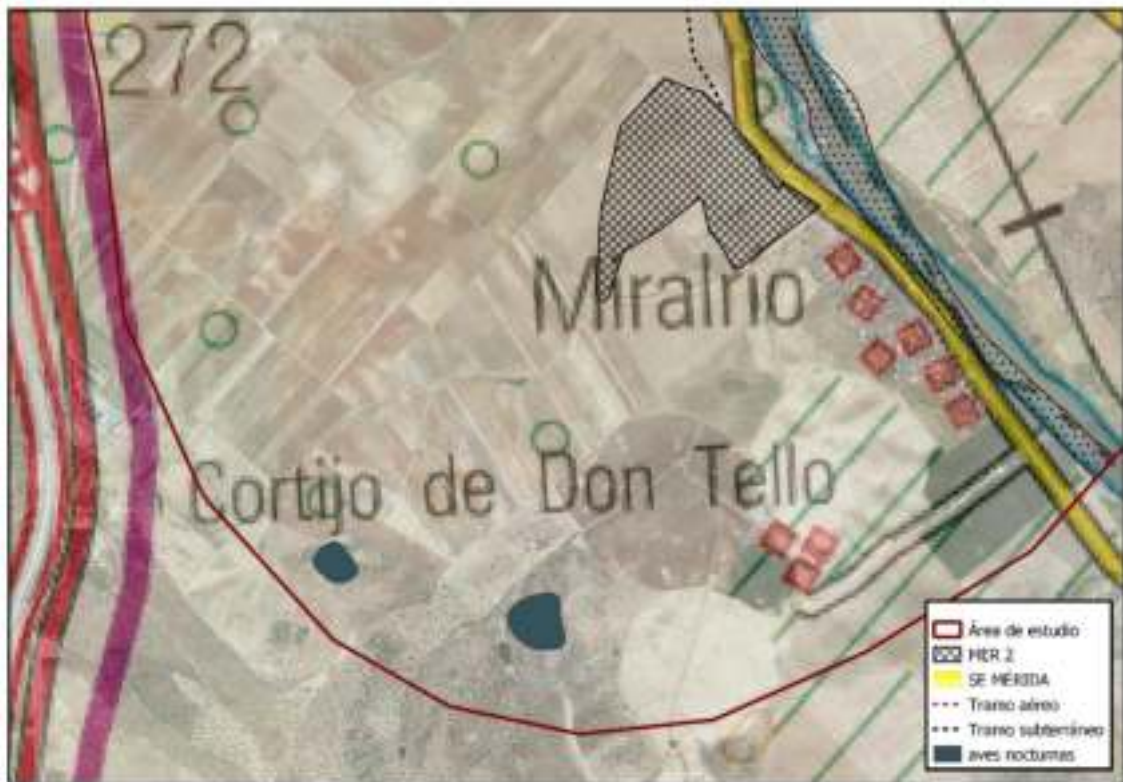 272
Miralrio
Cortijo de Don Tello
Área de estudio
MER 2
SE MÉRIDA
Tramo aéreo
Tramo subterráneo
aves nocturnas